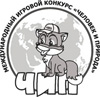 МЕЖДУНАРОДНЫЙ ИГРОВОЙ КОНКУРС «ЧЕЛОВЕК И ПРИРОДА»
ЧИП